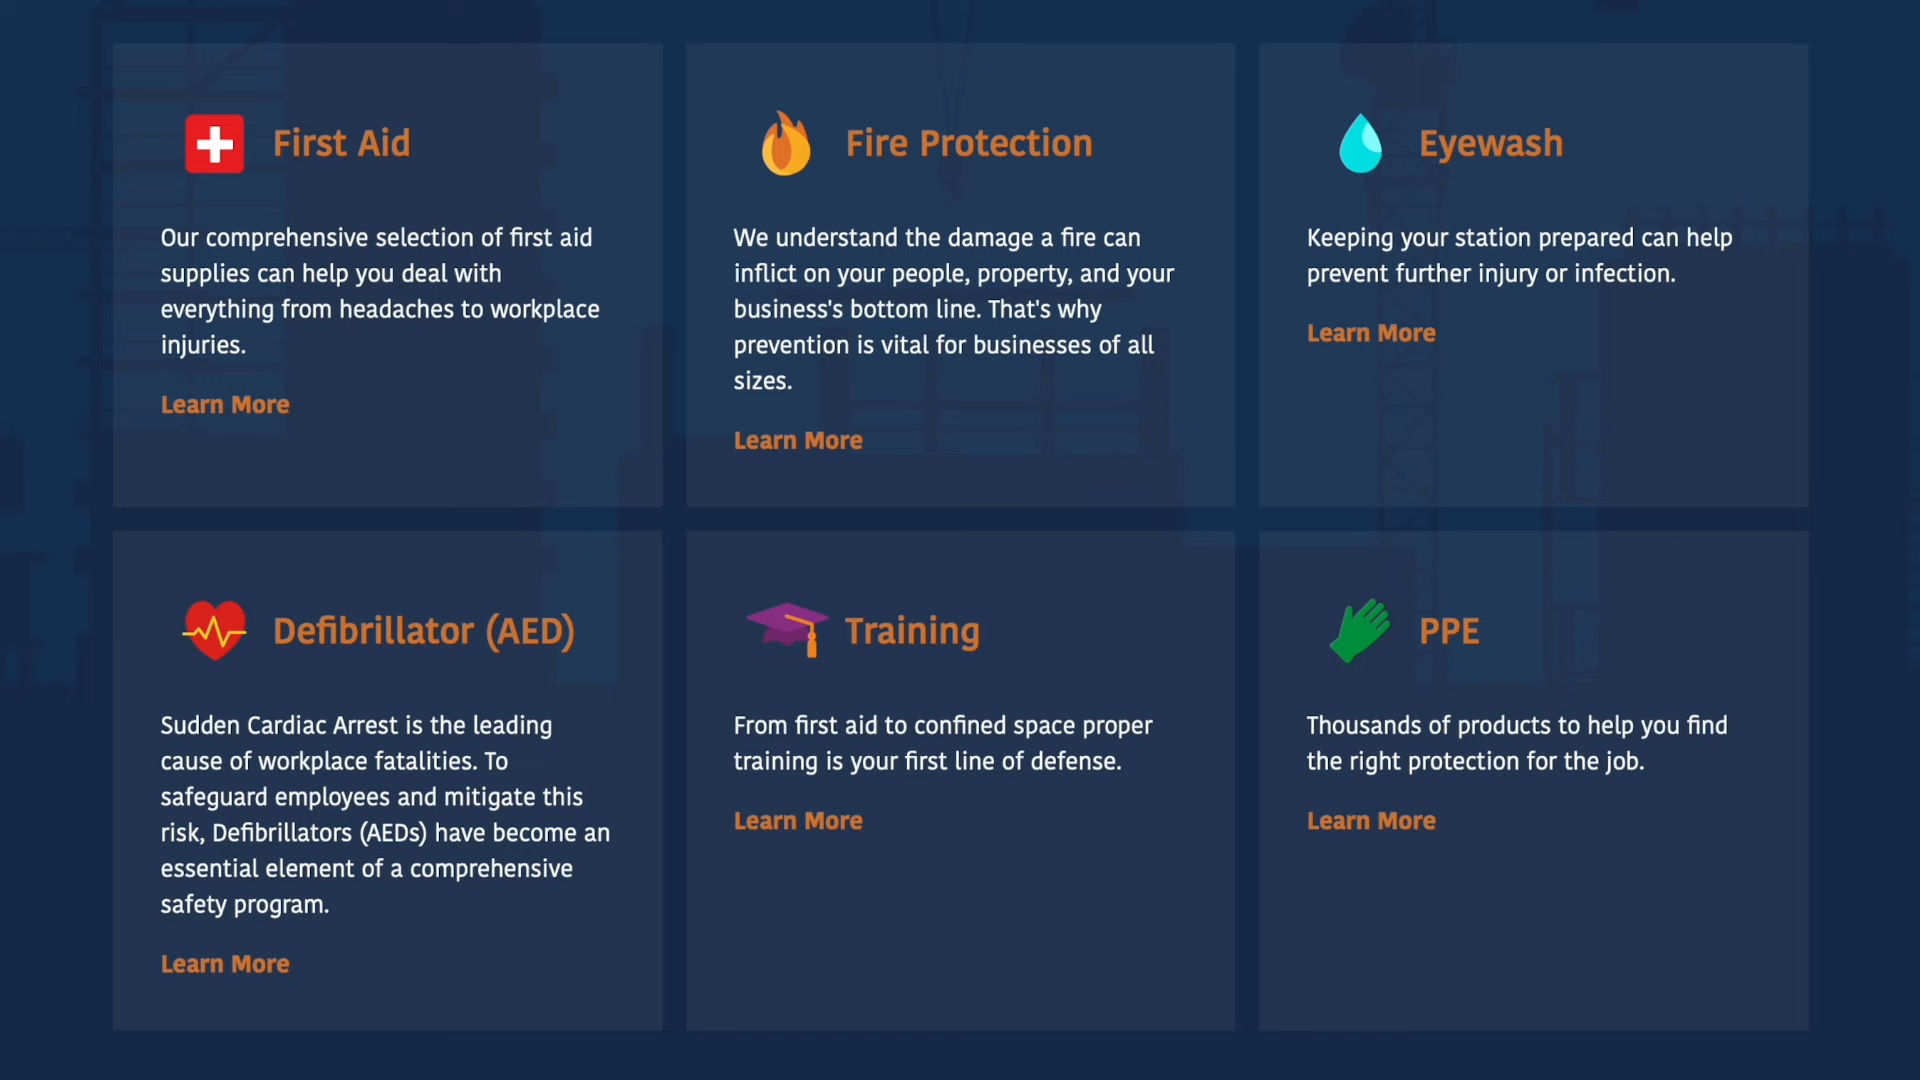 First Aid
Our comprehensive selection of first aid
supplies can help you deal with
everything from headaches to workplace
injuries.
Learn More
Fire Protection
We understand the damage a fire can
inflict on your people, property, and your
business's bottom line. That's why
prevention is vital for businesses of all
sizes.
Learn More
Eyewash
Keeping your station prepared can help
prevent further injury or infection.
Learn More
Defibrillator (AED)
Sudden Cardiac Arrest is the leading
cause of workplace fatalities. To
safeguard employees and mitigate this
risk, Defibrillators (AEDs) have become an
essential element of a comprehensive
safety program.
Learn More
Training
From first aid to confined space proper
training is your first line of defense.
Learn More
PPE
Thousands of products to help you find
the right protection for the job.
Learn More